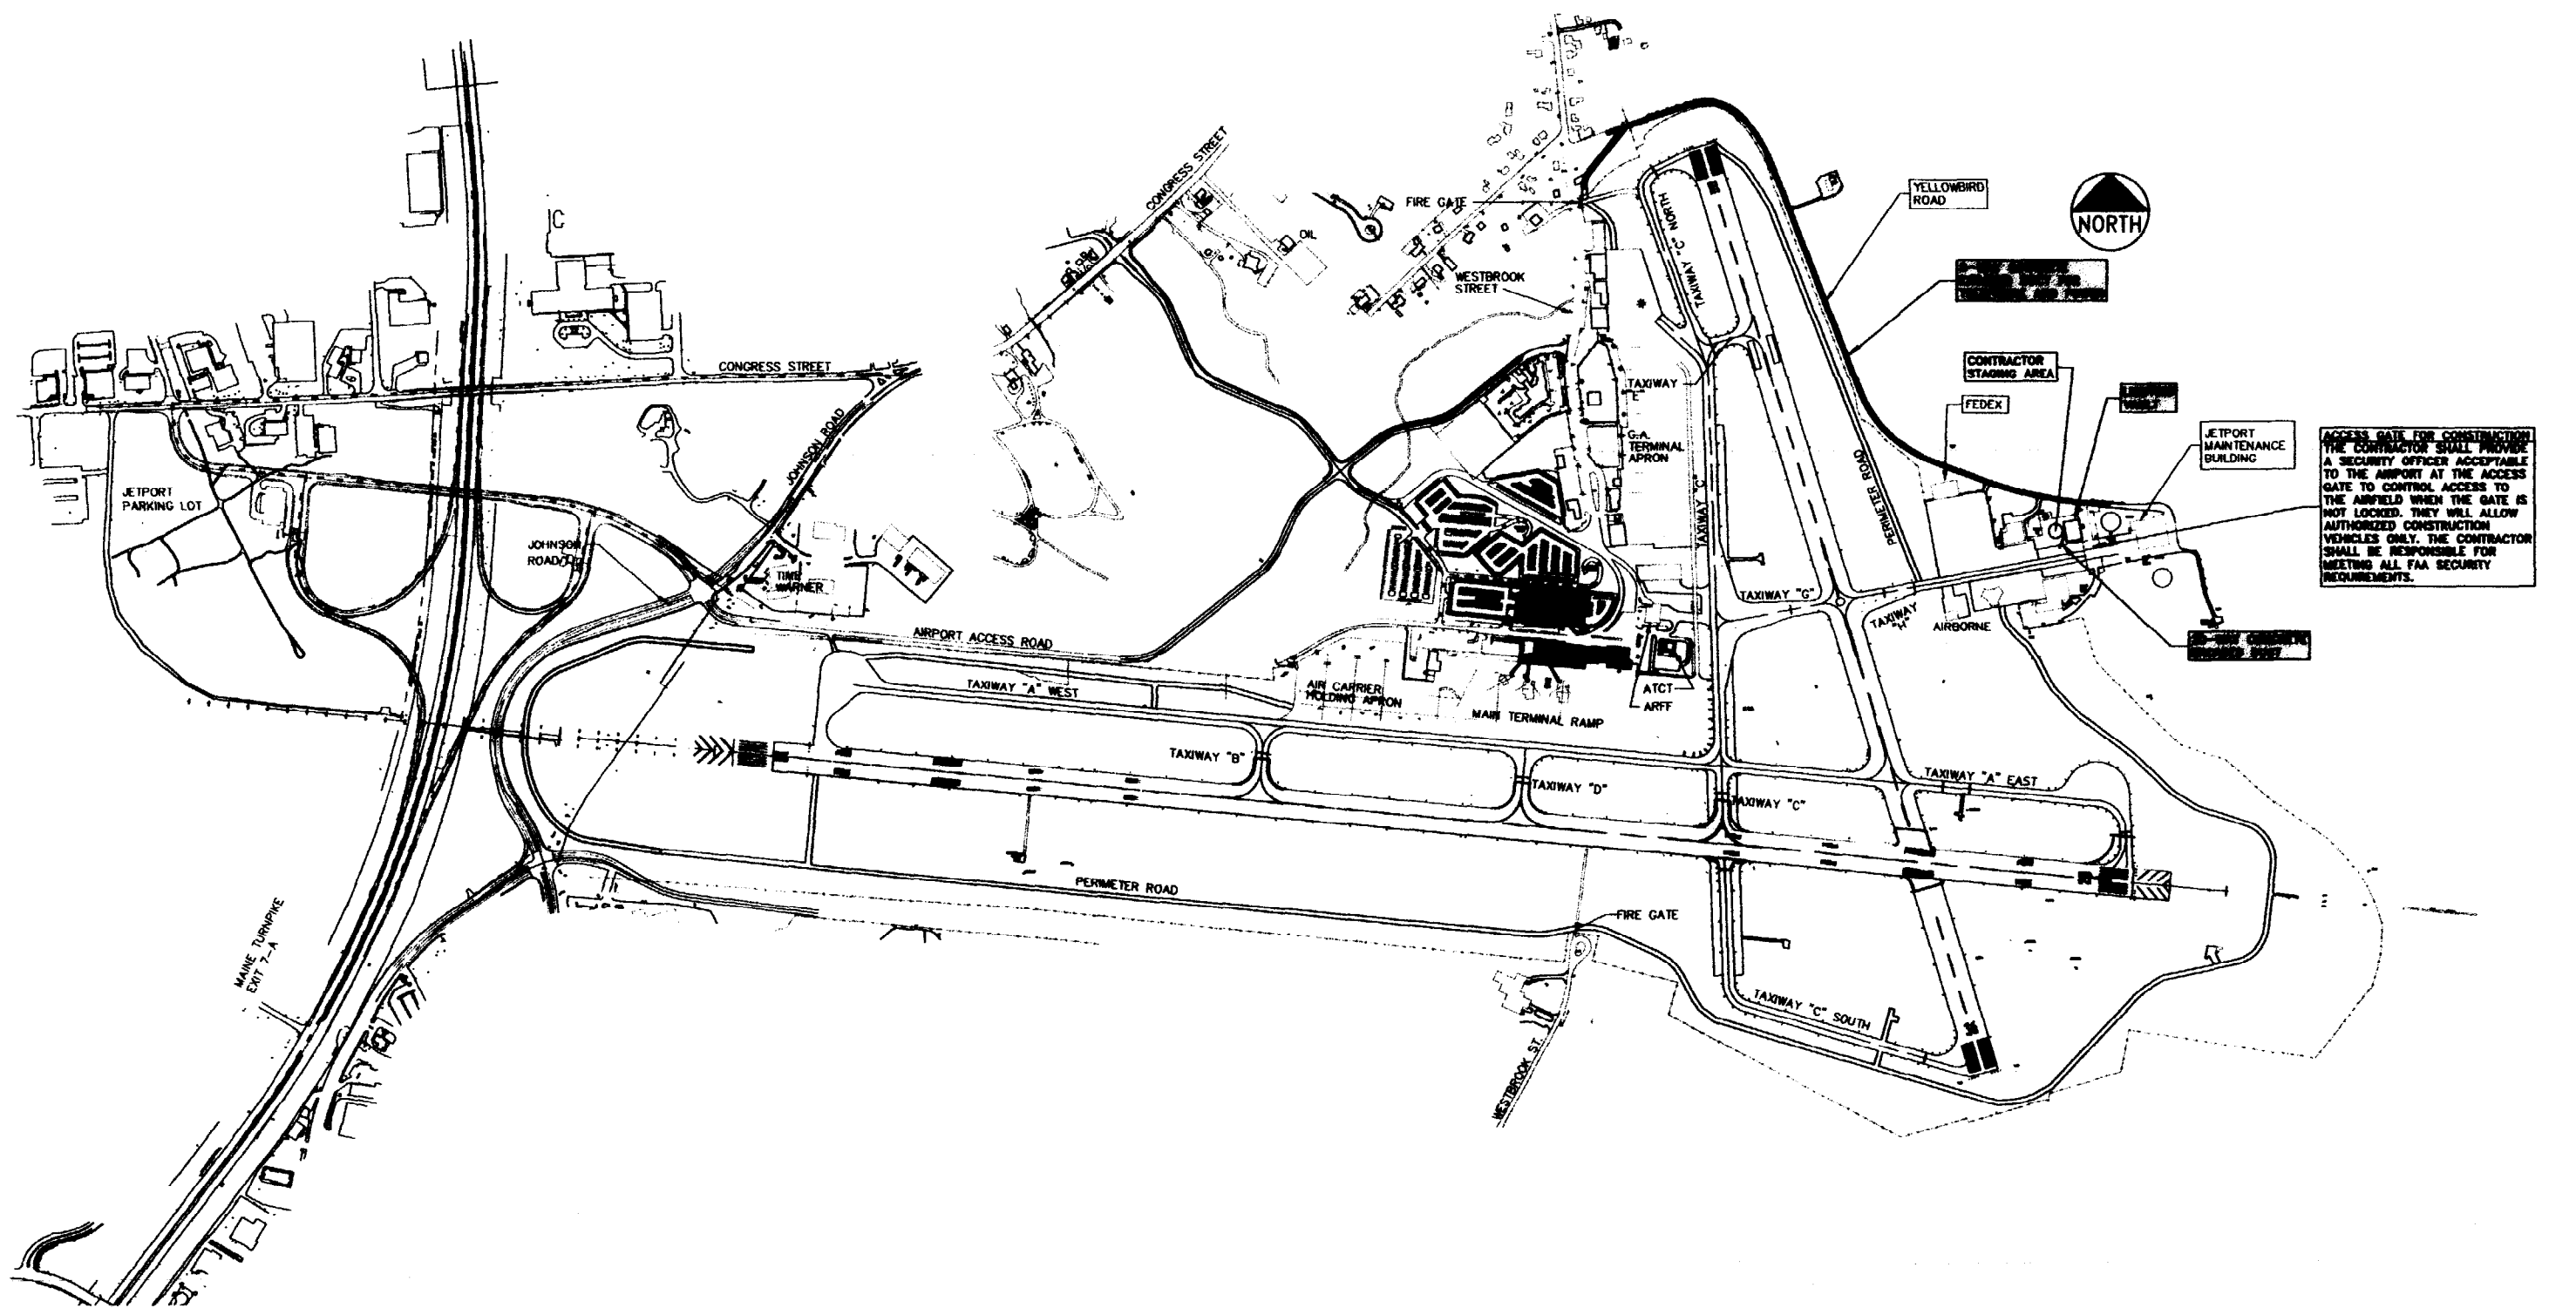 CONGRESS STREET
FIRE GATE
OIL
WESTBROOK
STREET
TAXIWAY "C" NORTH
YELLOWBIRD
ROAD
NORTH
CONGRESS STREET
JOHNSON ROAD
JETPORT
PARKING LOT
JOHNSON
ROAD
TIME
WARNER
TAXIWAY
"E"
G.A.
TERMINAL
APRON
TAXIWAY "C"
PERIMETER ROAD
CONTRACTOR
STAGING AREA
FEDEX
JETPORT
MAINTENANCE
BUILDING
ACCESS GATE FOR CONSTRUCTION
THE CONTRACTOR SHALL PROVIDE
A SECURITY OFFICER ACCEPTABLE
TO THE AIRPORT AT THE ACCESS
GATE TO CONTROL ACCESS TO
THE AIRFIELD WHEN THE GATE IS
NOT LOCKED. THEY WILL ALLOW
AUTHORIZED CONSTRUCTION
VEHICLES ONLY. THE CONTRACTOR
SHALL BE RESPONSIBLE FOR
MEETING ALL FAA SECURITY
REQUIREMENTS.
TAXIWAY "G"
TAXIWAY
"H"
AIRBORNE
AIRPORT ACCESS ROAD
TAXIWAY "A" WEST
AIR CARRIER
HOLDING APRON
MAIN TERMINAL RAMP
ATCT
ARFF
TAXIWAY "B"
TAXIWAY "D"
TAXIWAY "C"
TAXIWAY "A" EAST
PERIMETER ROAD
FIRE GATE
MAINE TURNPIKE
EXIT 7-A
TAXIWAY "C" SOUTH
36
WESTBROOK ST.